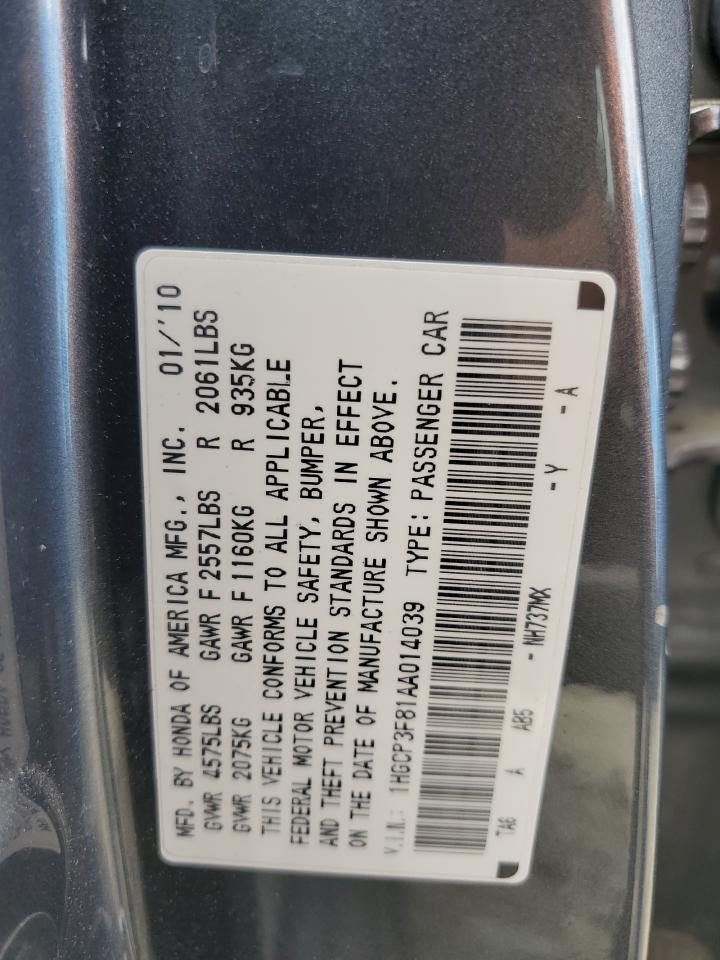 MFD. BY HONDA OF AMERICA MFG., INC. 01/'10
GVWR 4575LBS GAWR F 2557LBS R 2061LBS
GVWR 2075KG GAWR F 1160KG R 935KG
THIS VEHICLE CONFORMS TO ALL APPLICABLE
FEDERAL MOTOR VEHICLE SAFETY, BUMPER,
AND THEFT PREVENTION STANDARDS IN EFFECT
ON THE DATE OF MANUFACTURE SHOWN ABOVE.
V.I.N.: 1HGCP3F81AA014039 TYPE: PASSENGER CAR
TA6 A AB5 - NH737MX - Y - A